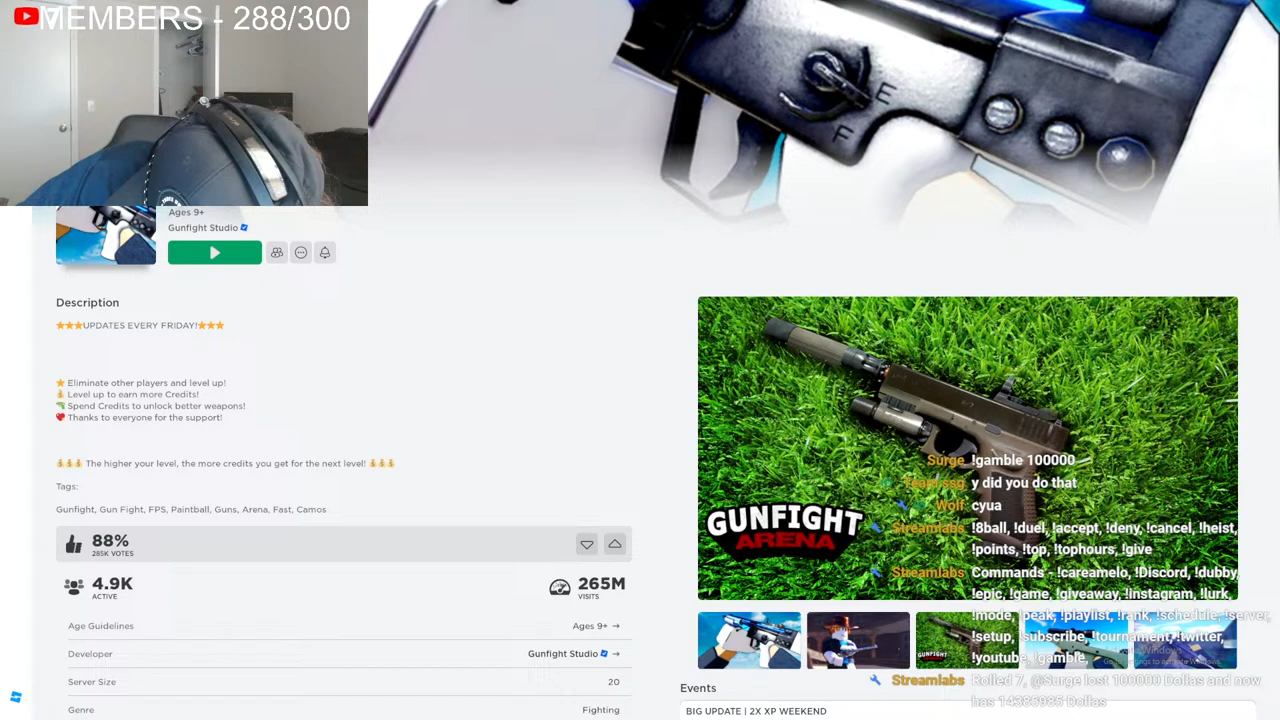 MEMBERS - 288/300
E
F
Ages 9+
Gunfight Studio
Description
⭐⭐⭐UPDATES EVERY FRIDAY!⭐⭐⭐
⭐ Eliminate other players and level up!
💰 Level up to earn more Credits!
🔫 Spend Credits to unlock better weapons!
❤️ Thanks to everyone for the support!
💰💰💰 The higher your level, the more credits you get for the next level! 💰💰💰
Tags:
Gunfight, Gun Fight, FPS, Paintball, Guns, Arena, Fast, Camos
88%
285K VOTES
4.9K
ACTIVE
265M
VISITS
Age Guidelines Ages 9+ →
Developer Gunfight Studio →
Server Size 20
Genre Fighting
GUNFIGHT
ARENA
Surge !gamble 100000
Team ssg y did you do that
Wolf cyua
Streamlabs !8ball, !duel, !accept, !deny, !cancel, !heist,
!points, !top, !tophours, !give
Streamlabs Commands - !careamelo, !Discord, !dubby,
!epic, !game, !giveaway, !instagram, !lurk,
!mode, !peak, !playlist, !rank, !schedule, !server,
!setup, !subscribe, !tournament, !twitter,
!youtube, !gamble,
Streamlabs Rolled 7, @Surge lost 100000 Dollas and now
has 14385985 Dollas
GUNFIGHT
Events
BIG UPDATE | 2X XP WEEKEND